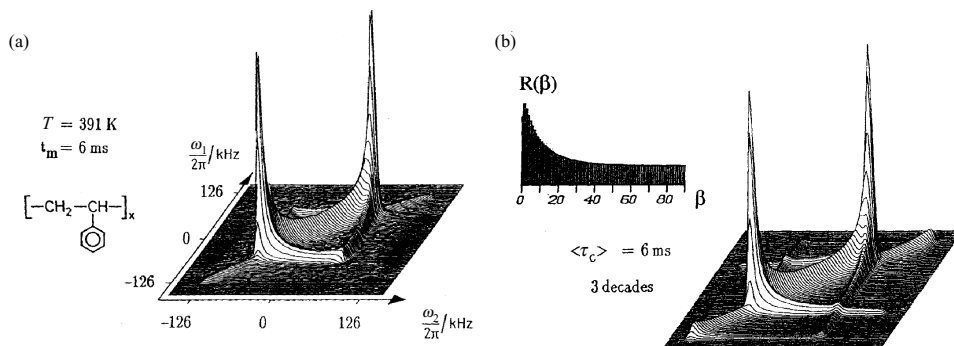 (a)
T = 391 K
t_m = 6 ms
[—CH₂—CH—]ₓ
ω₁/2π /kHz
126
0
−126
−126 0 126
ω₂/2π /kHz
(b)
R(β)
0 20 40 60 80 β
<τ_c> = 6 ms
3 decades